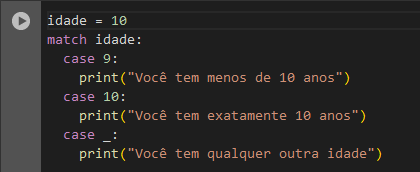 idade = 10
match idade:
  case 9:
    print("Você tem menos de 10 anos")
  case 10:
    print("Você tem exatamente 10 anos")
  case _:
    print("Você tem qualquer outra idade")